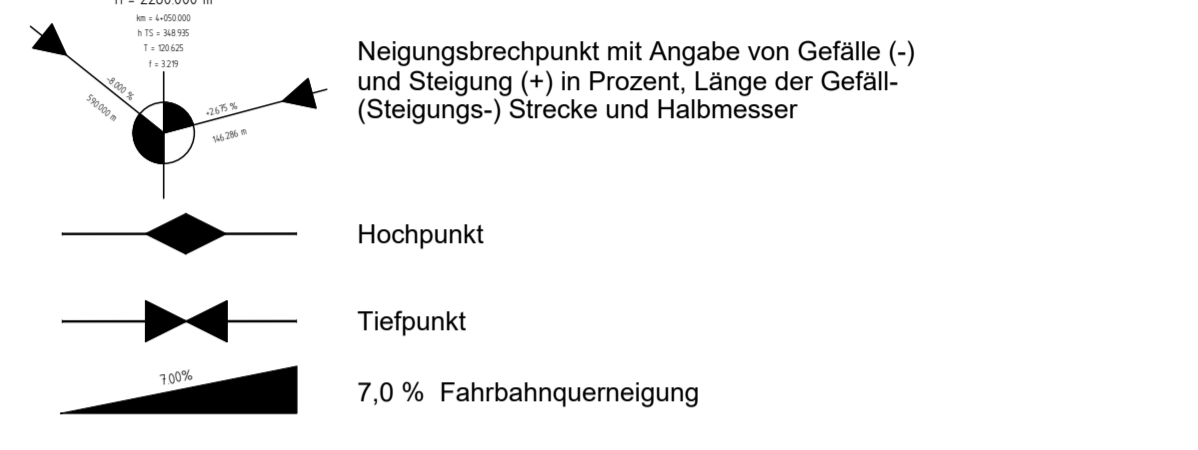 km = 4+050.000
h TS = 348.935
T = 120.625
f = 3.219
-8.000 %
590.000 m
+2.675 %
146.286 m
Neigungsbrechpunkt mit Angabe von Gefälle (-)
und Steigung (+) in Prozent, Länge der Gefäll-
(Steigungs-) Strecke und Halbmesser
Hochpunkt
Tiefpunkt
7.00%
7,0 % Fahrbahnquerneigung